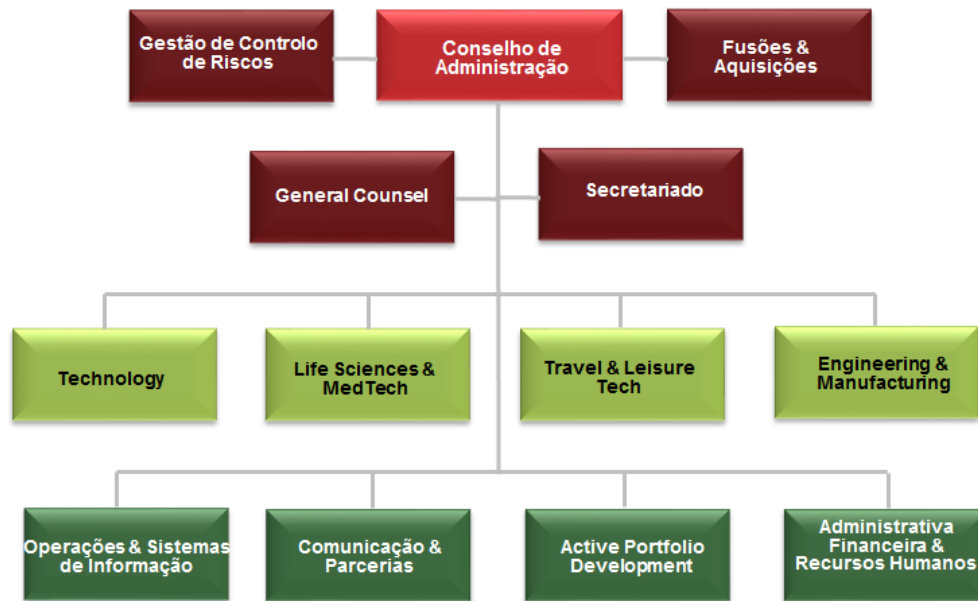 Gestão de Controlo
de Riscos
Conselho de
Administração
Fusões &
Aquisições
General Counsel
Secretariado
Technology
Life Sciences &
MedTech
Travel & Leisure
Tech
Engineering &
Manufacturing
Operações & Sistemas
de Informação
Comunicação &
Parcerias
Active Portfolio
Development
Administrativa
Financeira &
Recursos Humanos